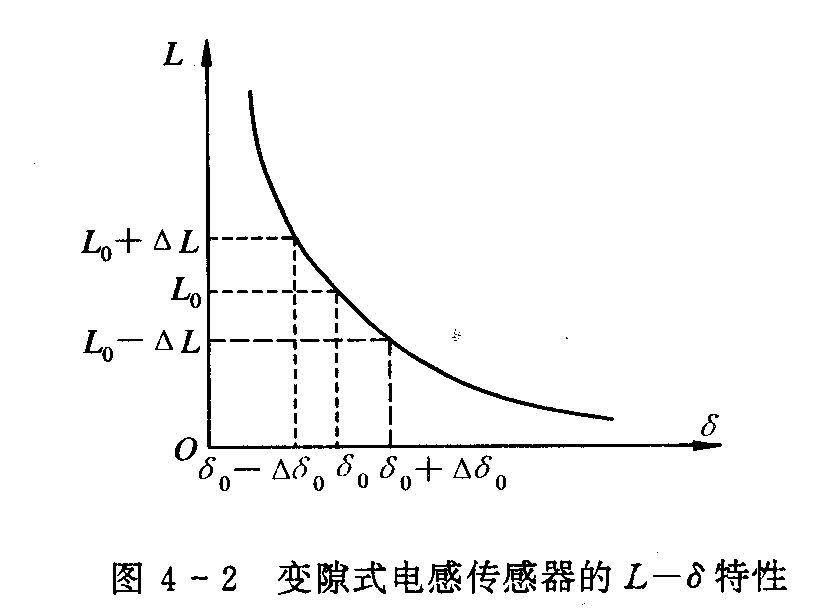 L
L₀+ΔL
L₀
L₀−ΔL
O
δ
δ₀−Δδ₀ δ₀ δ₀+Δδ₀
图 4-2 变隙式电感传感器的 L−δ 特性